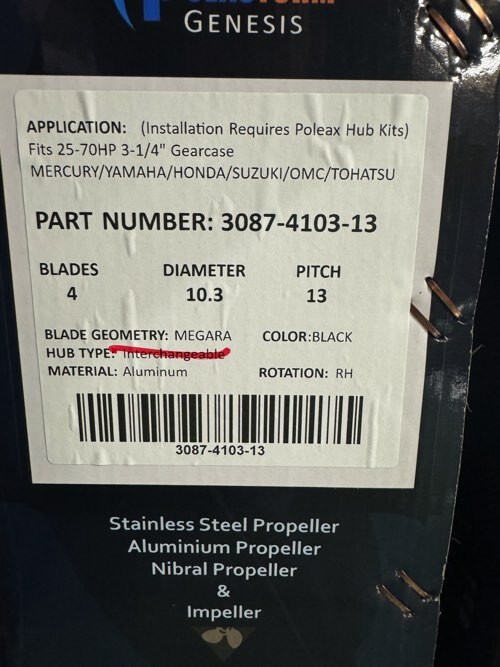 GENESIS
APPLICATION: (Installation Requires Poleax Hub Kits)
Fits 25-70HP 3-1/4" Gearcase
MERCURY/YAMAHA/HONDA/SUZUKI/OMC/TOHATSU
PART NUMBER: 3087-4103-13
BLADES DIAMETER PITCH
4 10.3 13
BLADE GEOMETRY: MEGARA COLOR:BLACK
HUB TYPE: Interchangeable
MATERIAL: Aluminum ROTATION: RH
3087-4103-13
Stainless Steel Propeller
Aluminium Propeller
Nibral Propeller
&
Impeller